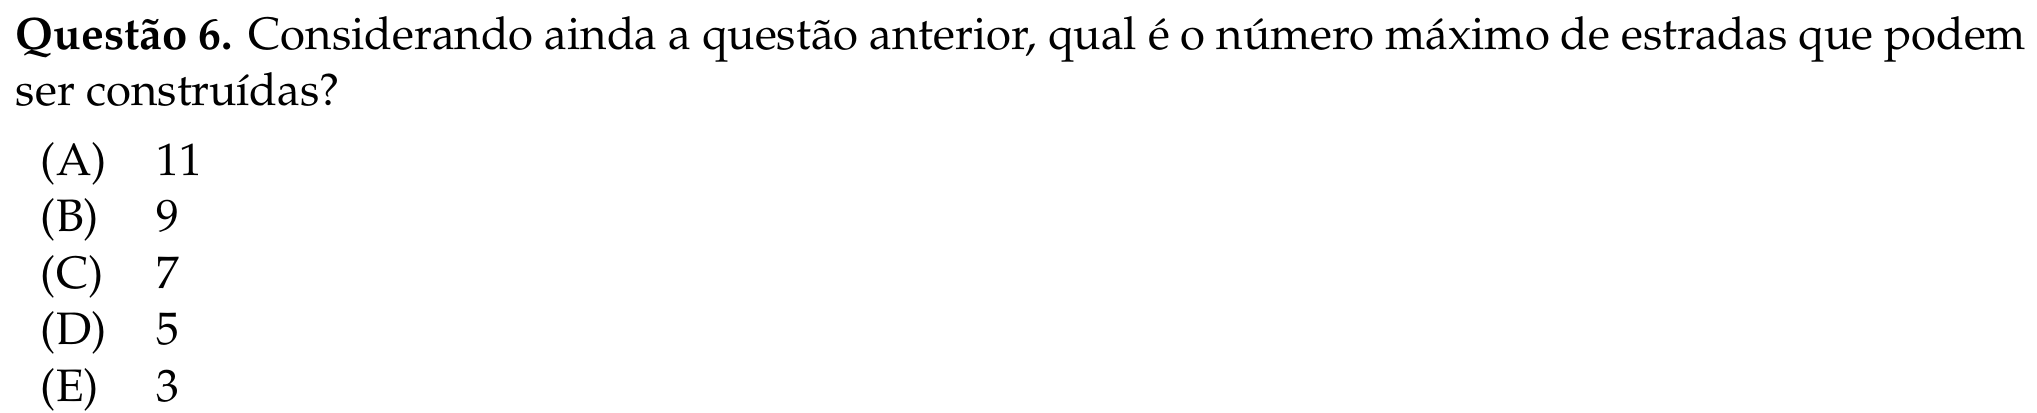 Questão 6. Considerando ainda a questão anterior, qual é o número máximo de estradas que podem
ser construídas?
(A) 11
(B) 9
(C) 7
(D) 5
(E) 3